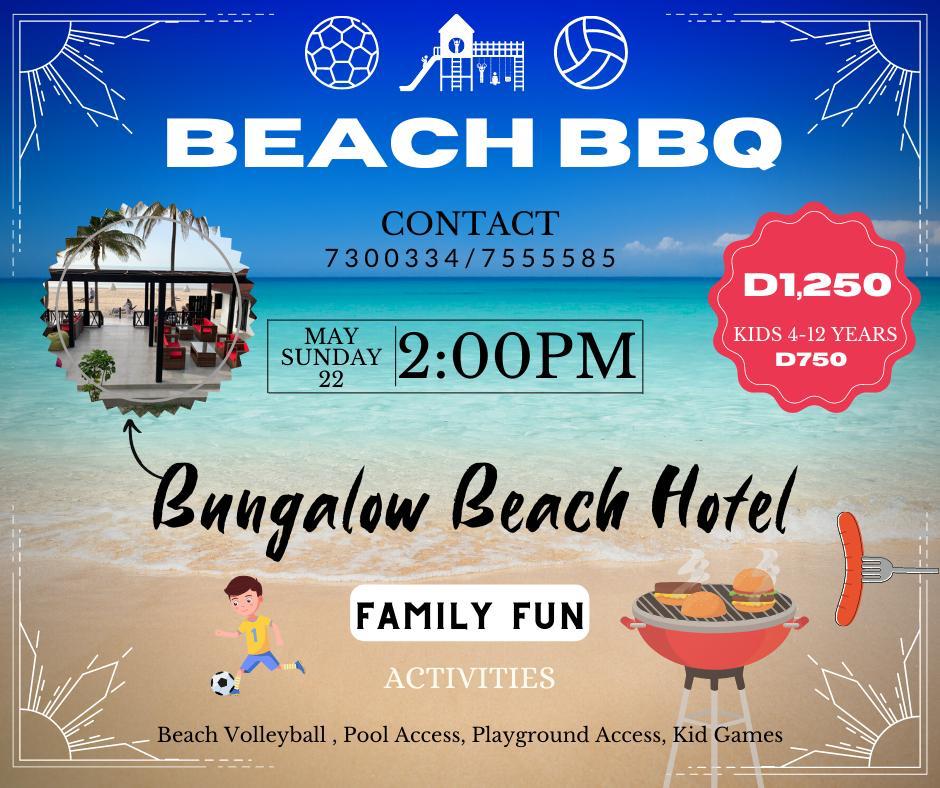 BEACH BBQ
CONTACT
7300334/7555585
MAY
SUNDAY
22
2:00PM
D1,250
KIDS 4-12 YEARS
D750
Bungalow Beach Hotel
1
FAMILY FUN
ACTIVITIES
Beach Volleyball , Pool Access, Playground Access, Kid Games